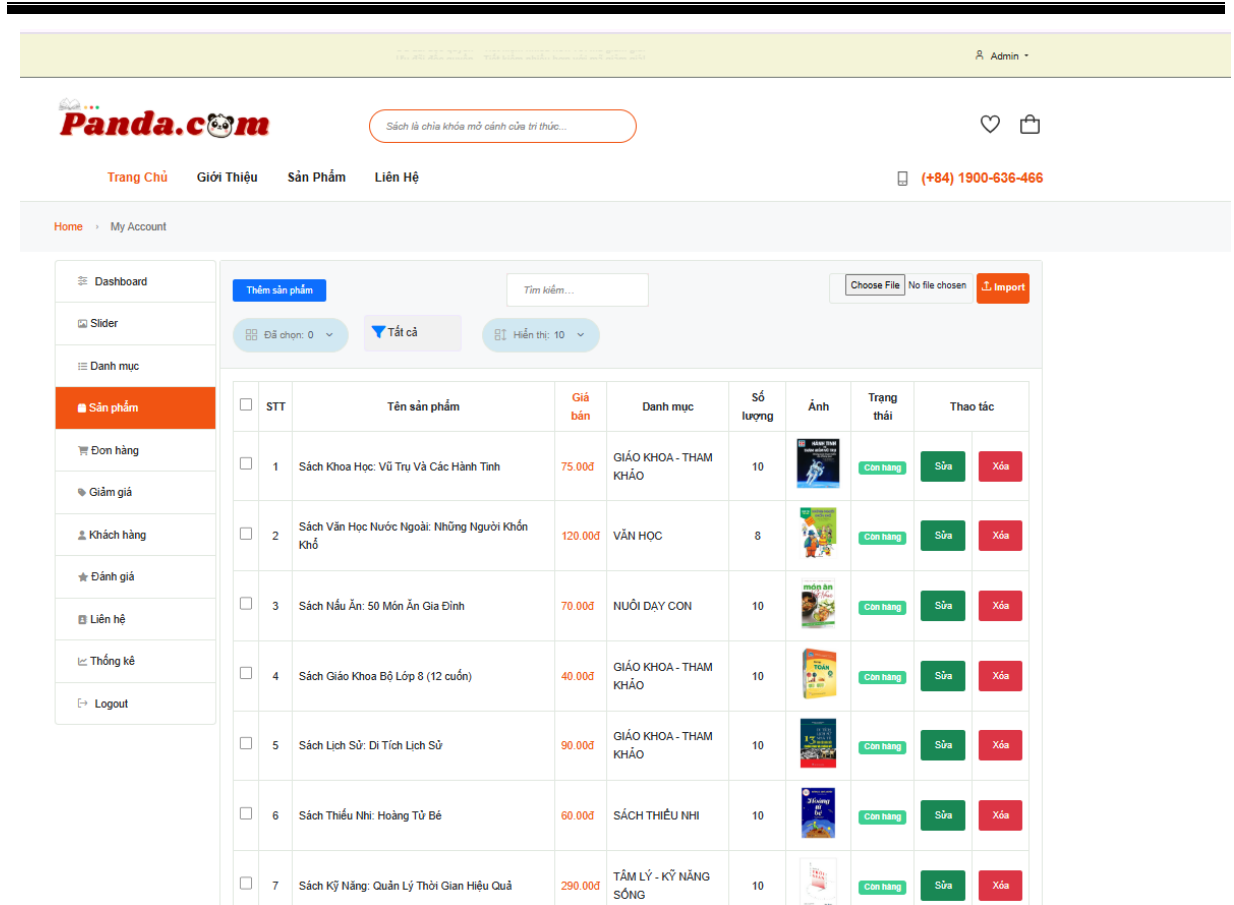 Admin
Panda.com
Sách là chìa khóa mở cánh cửa tri thức...
Trang Chủ Giới Thiệu Sản Phẩm Liên Hệ
(+84) 1900-636-466
Home › My Account
Dashboard
Slider
Danh mục
Sản phẩm
Đơn hàng
Giảm giá
Khách hàng
Đánh giá
Liên hệ
Thống kê
Logout
Thêm sản phẩm
Tìm kiếm...
Choose File No file chosen
Import
Đã chọn: 0
Tất cả
Hiển thị: 10
STT Tên sản phẩm Giá bán Danh mục Số lượng Ảnh Trạng thái Thao tác
1 Sách Khoa Học: Vũ Trụ Và Các Hành Tinh 75.00đ GIÁO KHOA - THAM KHẢO 10 HÀNH TINH Còn hàng Sửa Xóa
2 Sách Văn Học Nước Ngoài: Những Người Khốn Khổ 120.00đ VĂN HỌC 8 Còn hàng Sửa Xóa
3 Sách Nấu Ăn: 50 Món Ăn Gia Đình 70.00đ NUÔI DẠY CON 10 món ăn Còn hàng Sửa Xóa
4 Sách Giáo Khoa Bộ Lớp 8 (12 cuốn) 40.00đ GIÁO KHOA - THAM KHẢO 10 TOÁN Còn hàng Sửa Xóa
5 Sách Lịch Sử: Di Tích Lịch Sử 90.00đ GIÁO KHOA - THAM KHẢO 10 Còn hàng Sửa Xóa
6 Sách Thiếu Nhi: Hoàng Tử Bé 60.00đ SÁCH THIẾU NHI 10 Hoàng tử bé Còn hàng Sửa Xóa
7 Sách Kỹ Năng: Quản Lý Thời Gian Hiệu Quả 290.00đ TÂM LÝ - KỸ NĂNG SỐNG 10 Còn hàng Sửa Xóa